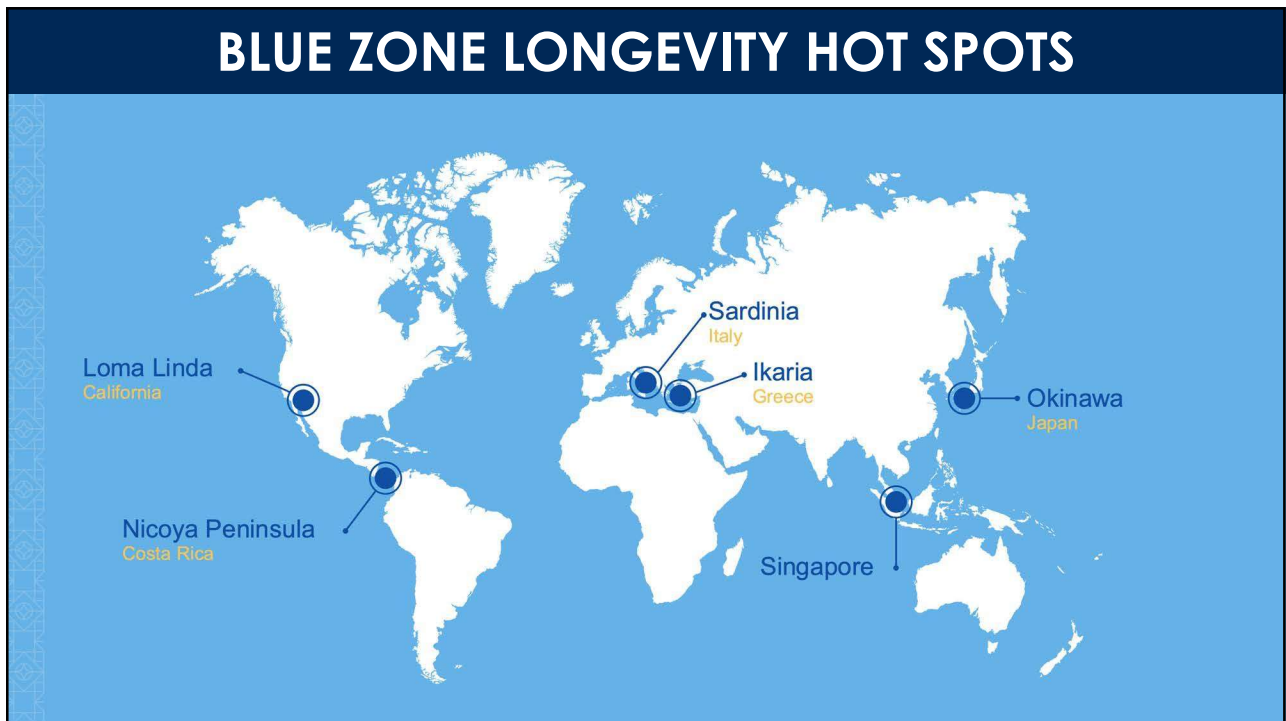 BLUE ZONE LONGEVITY HOT SPOTS
Sardinia
Italy
Loma Linda
California
Ikaria
Greece
Okinawa
Japan
Nicoya Peninsula
Costa Rica
Singapore